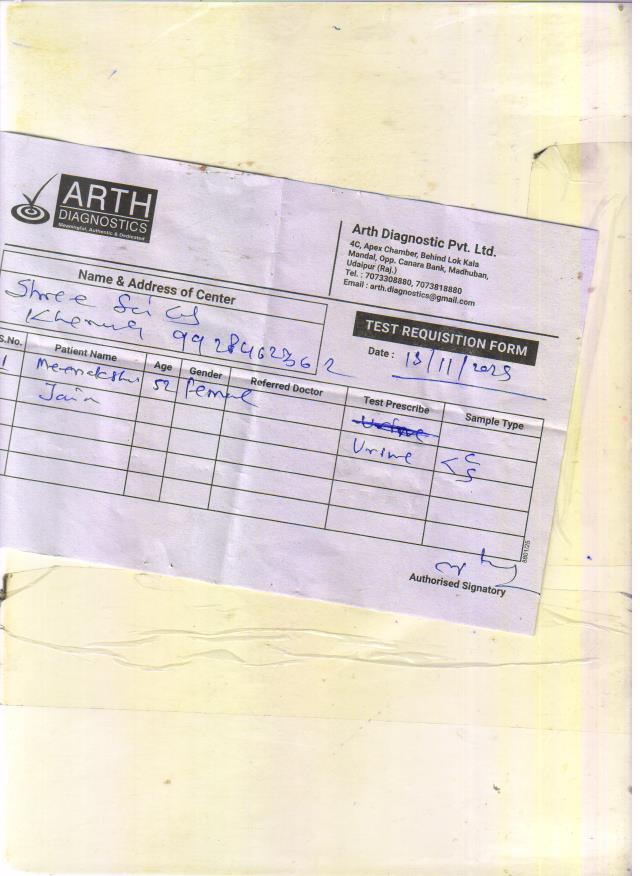 ARTH
DIAGNOSTICS
Meaningful, Authentic & Dedicated
Arth Diagnostic Pvt. Ltd.
4C, Apex Chamber, Behind Lok Kala
Mandal, Opp. Canara Bank, Madhuban,
Udaipur (Raj.)
Tel. : 7073308880, 7073818880
Email : arth.diagnostics@gmail.com
Name & Address of Center
Shree Sai
9928462362
TEST REQUISITION FORM
Date : 13/11/2025
S.No. Patient Name Age Gender Referred Doctor Test Prescribe Sample Type
1 Meenakshi 52 Female
Jain Urine < C
S
Authorised Signatory